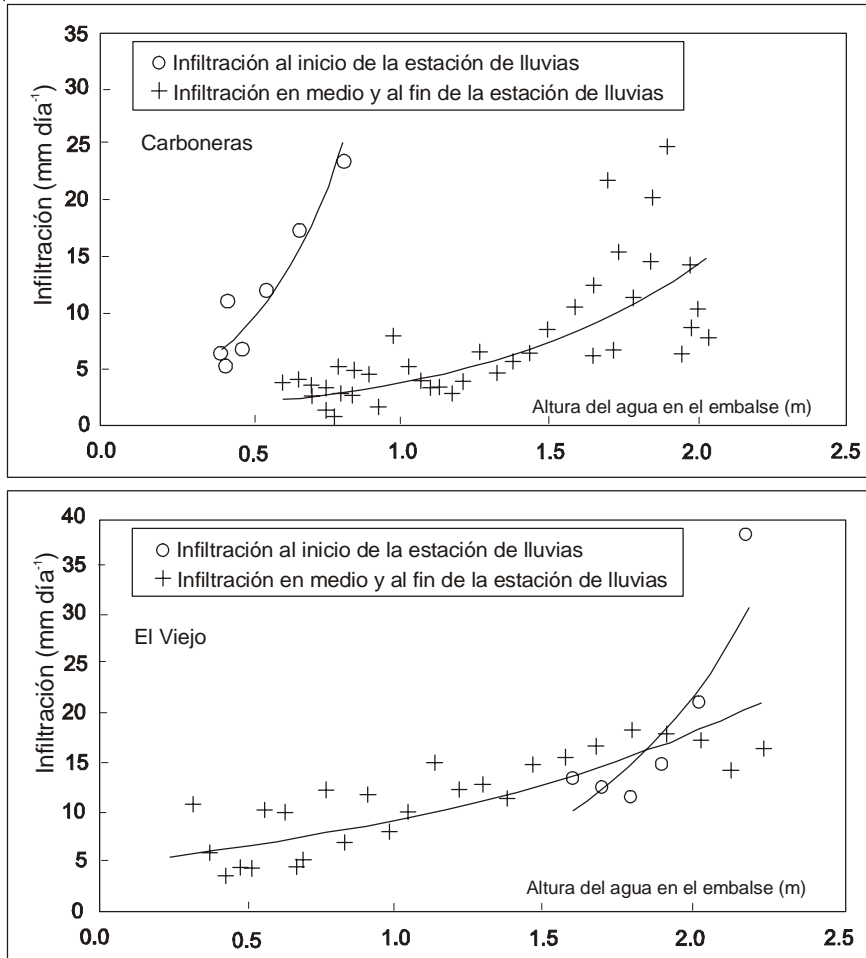 35
30
25
20
15
10
5
0
Infiltración (mm día-1)
Infiltración al inicio de la estación de lluvias
Infiltración en medio y al fin de la estación de lluvias
Carboneras
Altura del agua en el embalse (m)
0.0 0.5 1.0 1.5 2.0 2.5
40
35
30
25
20
15
10
5
0
Infiltración (mm día-1)
Infiltración al inicio de la estación de lluvias
Infiltración en medio y al fin de la estación de lluvias
El Viejo
Altura del agua en el embalse (m)
0.0 0.5 1.0 1.5 2.0 2.5